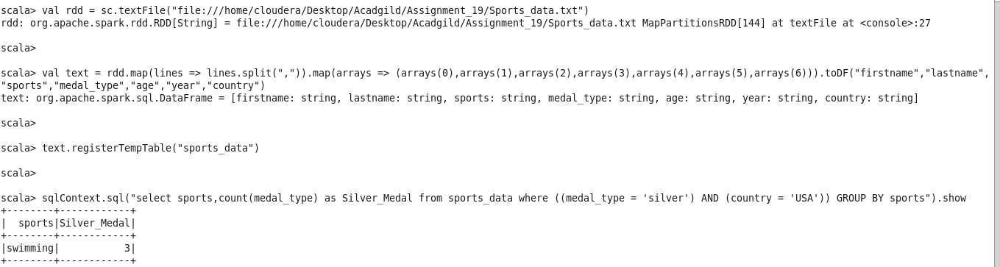 scala> val rdd = sc.textFile("file:///home/cloudera/Desktop/Acadgild/Assignment_19/Sports_data.txt")
rdd: org.apache.spark.rdd.RDD[String] = file:///home/cloudera/Desktop/Acadgild/Assignment_19/Sports_data.txt MapPartitionsRDD[144] at textFile at <console>:27
scala>
scala> val text = rdd.map(lines => lines.split(",")).map(arrays => (arrays(0),arrays(1),arrays(2),arrays(3),arrays(4),arrays(5),arrays(6))).toDF("firstname","lastname",
"sports","medal_type","age","year","country")
text: org.apache.spark.sql.DataFrame = [firstname: string, lastname: string, sports: string, medal_type: string, age: string, year: string, country: string]
scala>
scala> text.registerTempTable("sports_data")
scala>
scala> sqlContext.sql("select sports,count(medal_type) as Silver_Medal from sports_data where ((medal_type = 'silver') AND (country = 'USA')) GROUP BY sports").show
+--------+------------+
|  sports|Silver_Medal|
+--------+------------+
|swimming|           3|
+--------+------------+